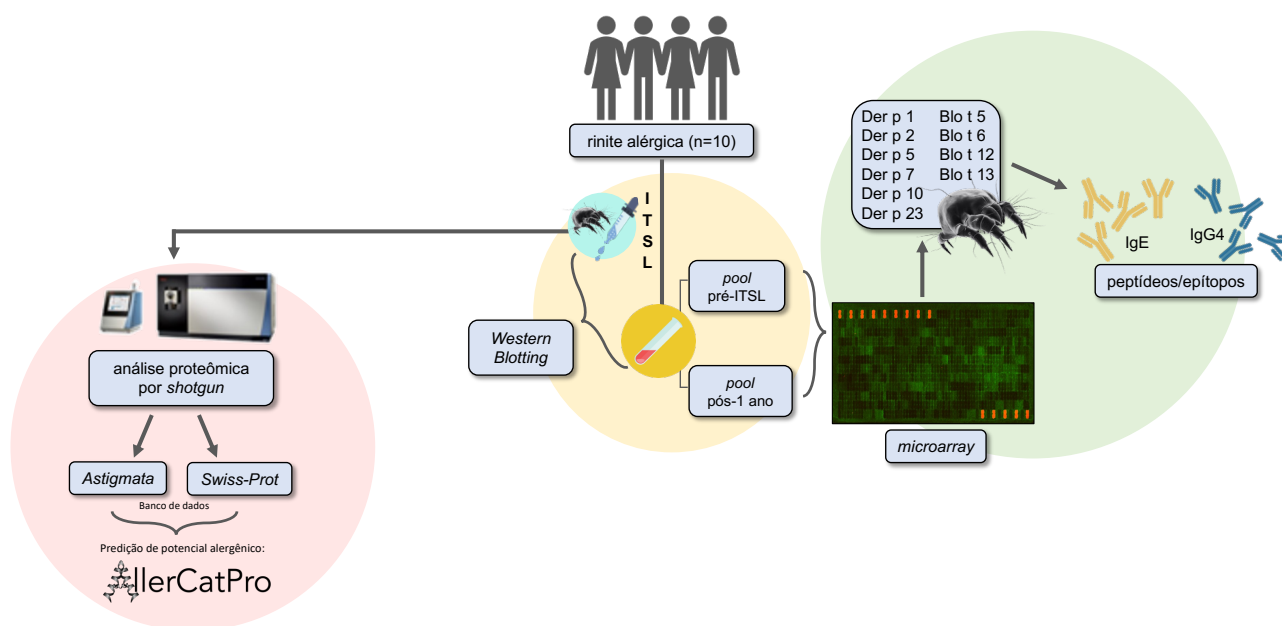 rinite alérgica (n=10)
I
T
S
L
pool
pré-ITSL
Western
Blotting
pool
pós-1 ano
Der p 1 Blo t 5
Der p 2 Blo t 6
Der p 5 Blo t 12
Der p 7 Blo t 13
Der p 10
Der p 23
IgE
IgG4
peptídeos/epítopos
microarray
análise proteômica
por shotgun
Astigmata
Swiss-Prot
Banco de dados
Predição de potencial alergênico:
AllerCatPro